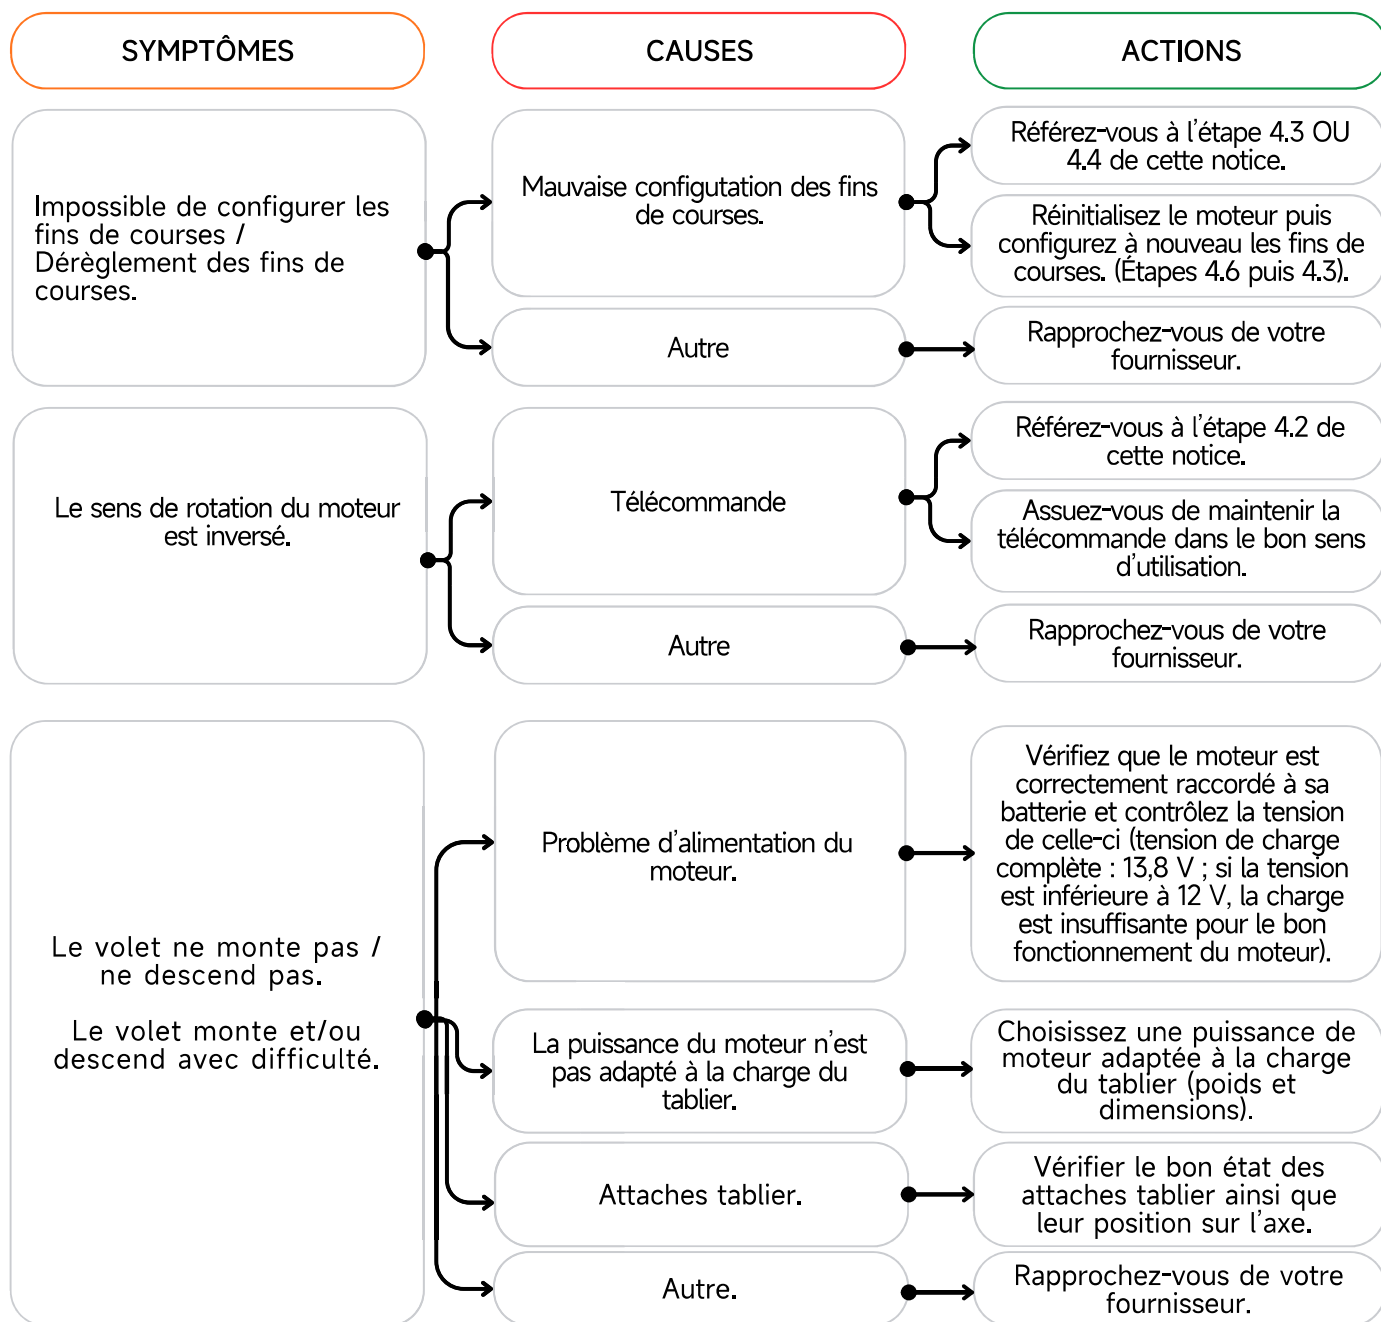 SYMPTÔMES
CAUSES
ACTIONS
Impossible de configurer les
fins de courses /
Dérèglement des fins de
courses.
Mauvaise configutation des fins
de courses.
Référez-vous à l'étape 4.3 OU
4.4 de cette notice.
Réinitialisez le moteur puis
configurez à nouveau les fins de
courses. (Étapes 4.6 puis 4.3).
Autre
Rapprochez-vous de votre
fournisseur.
Le sens de rotation du moteur
est inversé.
Télécommande
Référez-vous à l'étape 4.2 de
cette notice.
Assuez-vous de maintenir la
télécommande dans le bon sens
d'utilisation.
Autre
Rapprochez-vous de votre
fournisseur.
Le volet ne monte pas /
ne descend pas.
Le volet monte et/ou
descend avec difficulté.
Problème d'alimentation du
moteur.
Vérifiez que le moteur est
correctement raccordé à sa
batterie et contrôlez la tension
de celle-ci (tension de charge
complète : 13,8 V ; si la tension
est inférieure à 12 V, la charge
est insuffisante pour le bon
fonctionnement du moteur).
La puissance du moteur n'est
pas adapté à la charge du
tablier.
Choisissez une puissance de
moteur adaptée à la charge
du tablier (poids et
dimensions).
Attaches tablier.
Vérifier le bon état des
attaches tablier ainsi que
leur position sur l'axe.
Autre.
Rapprochez-vous de votre
fournisseur.